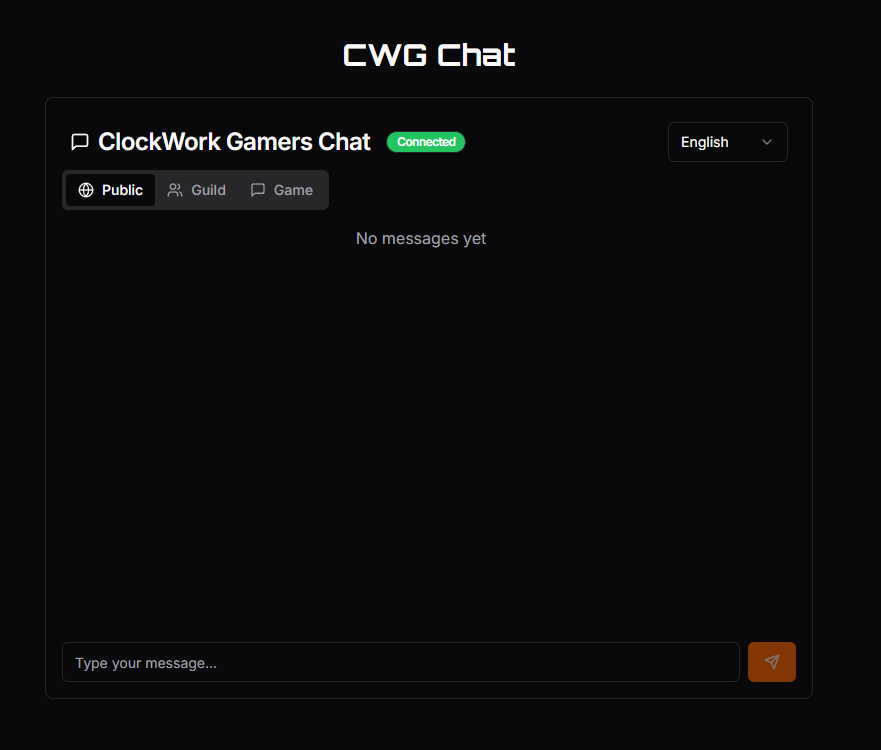 CWG Chat
ClockWork Gamers Chat Connected English
Public Guild Game
No messages yet
Type your message...